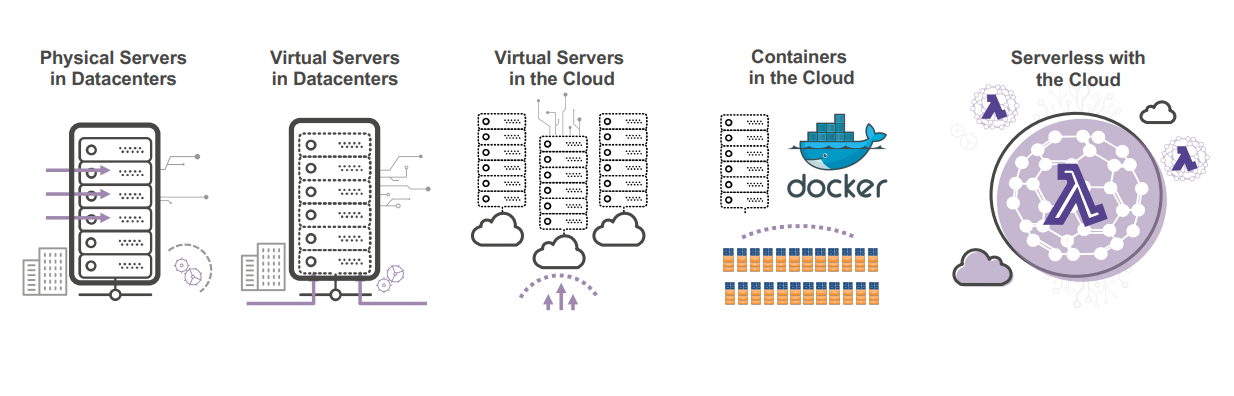 Physical Servers
in Datacenters
Virtual Servers
in Datacenters
Virtual Servers
in the Cloud
Containers
in the Cloud
docker
Serverless with
the Cloud
λ
λ
λ